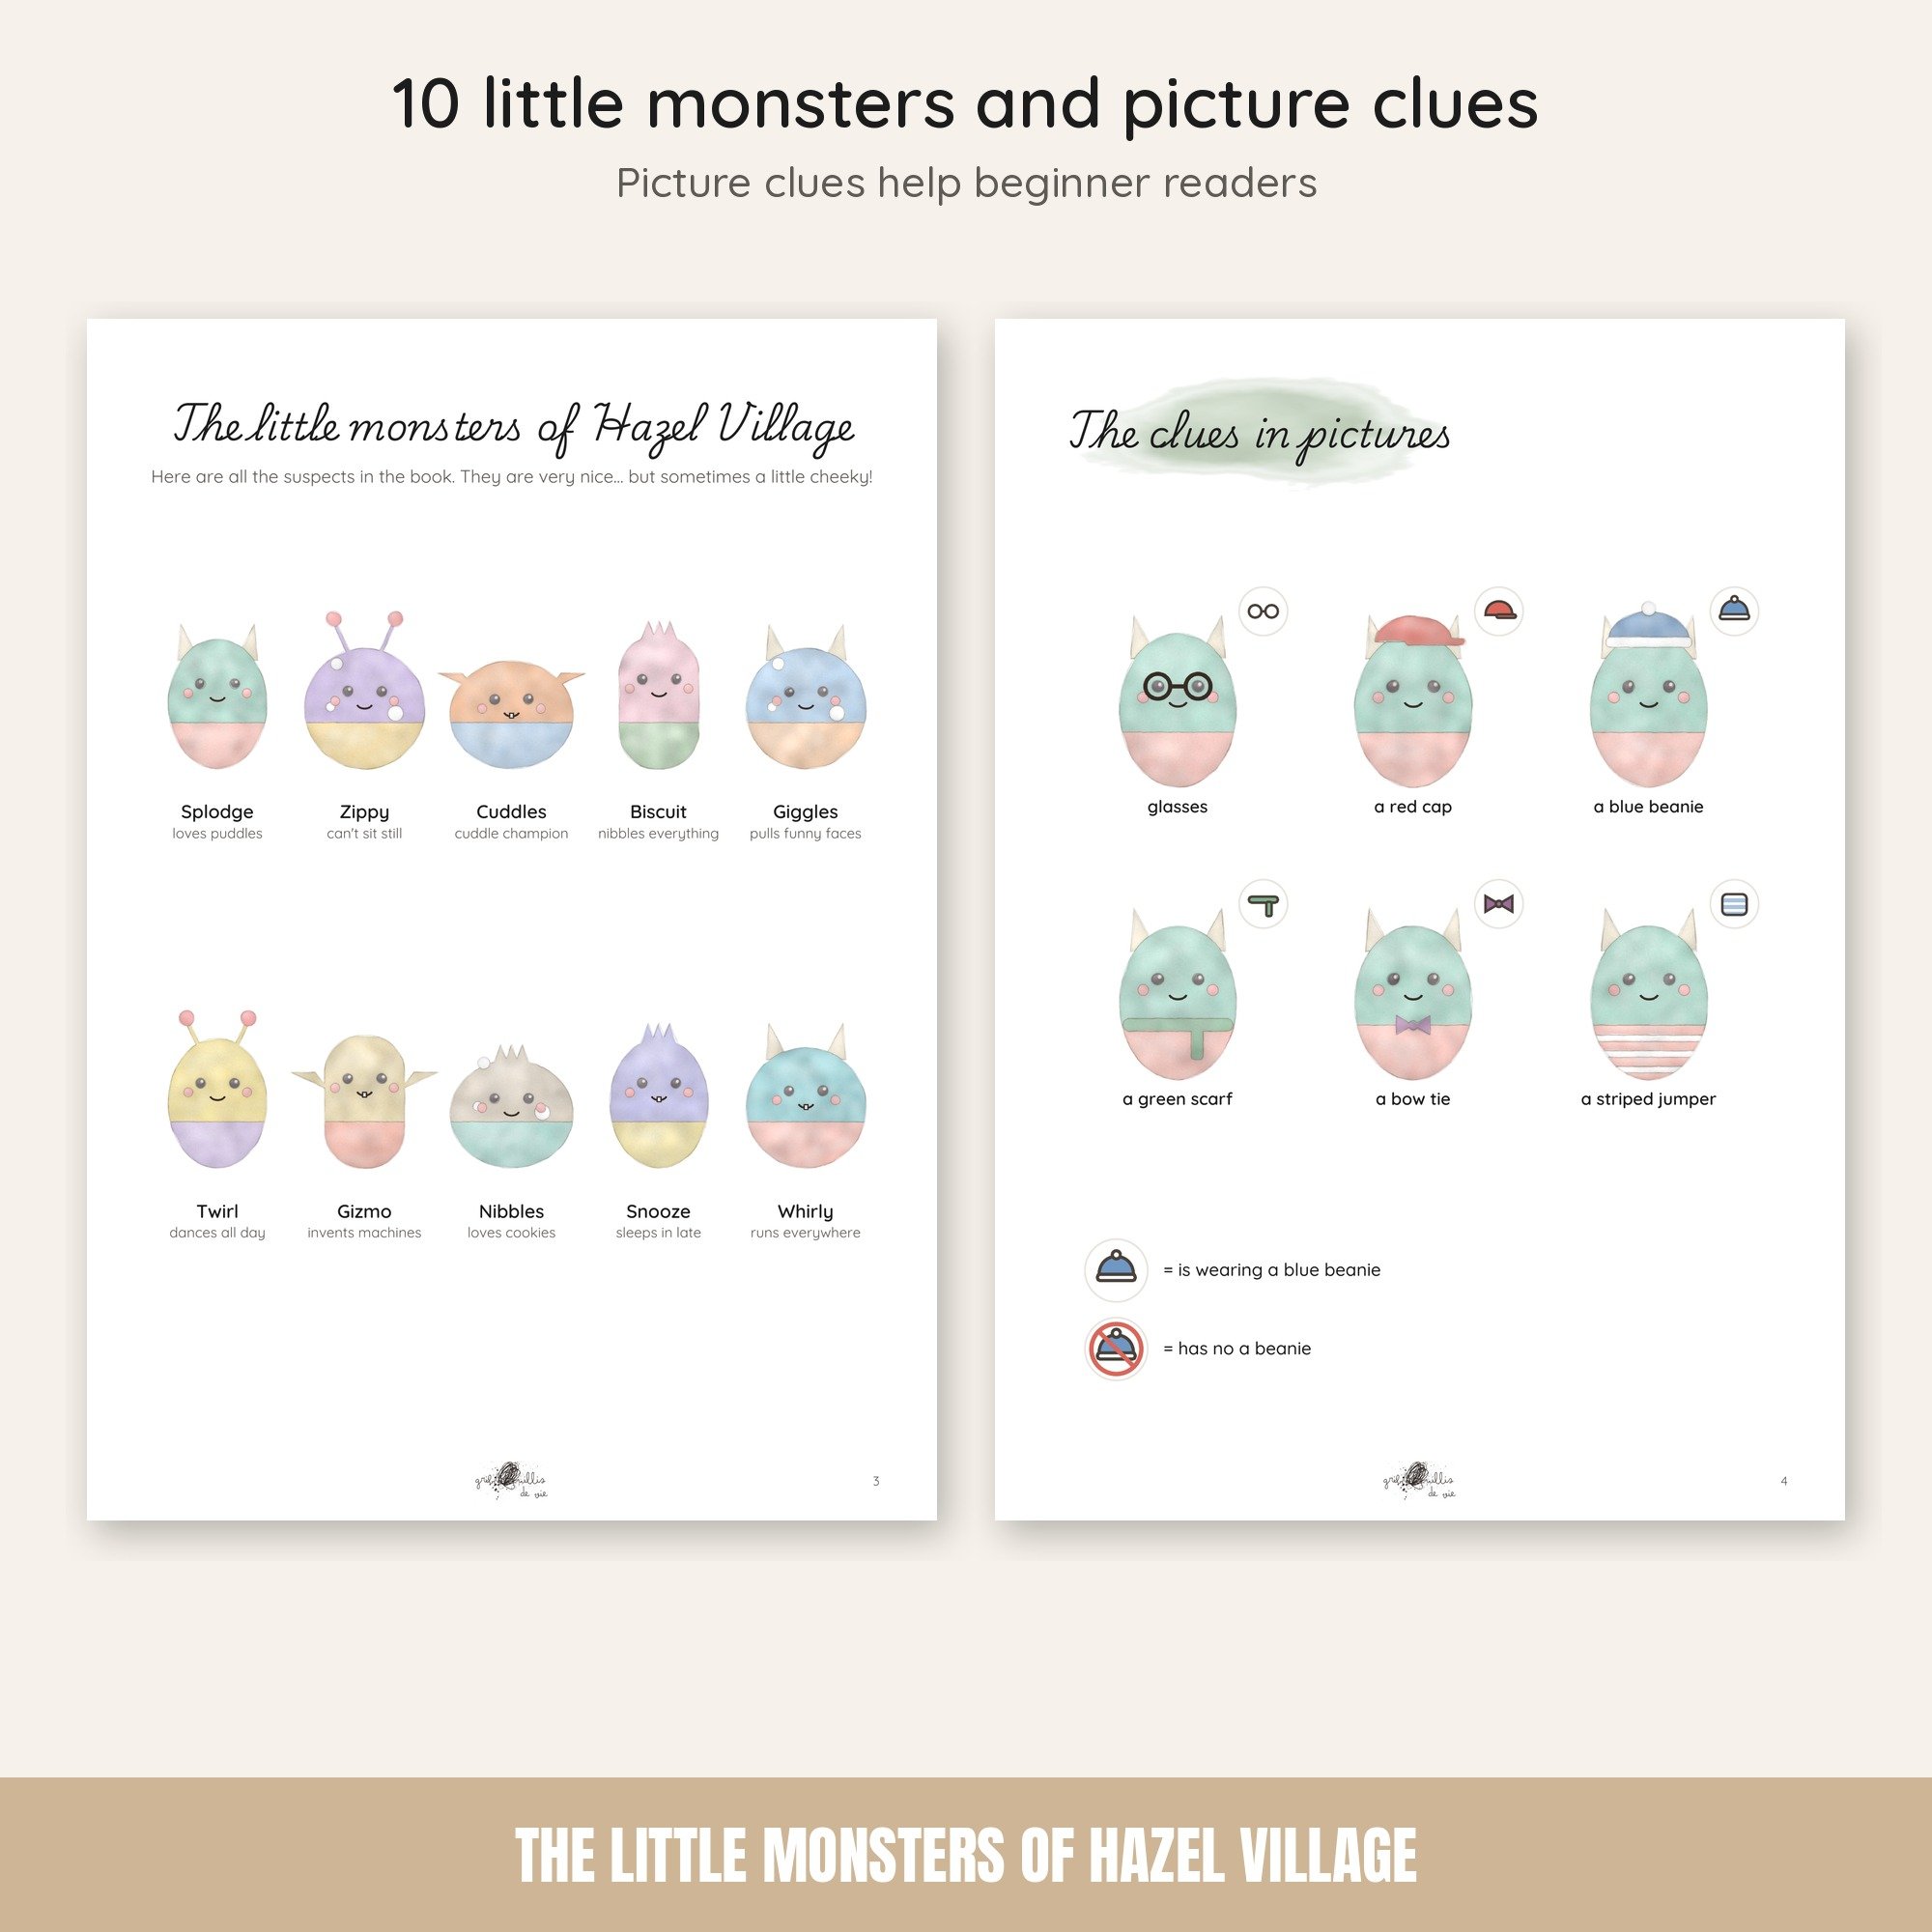 10 little monsters and picture clues
Picture clues help beginner readers
The little monsters of Hazel Village
Here are all the suspects in the book. They are very nice... but sometimes a little cheeky!
Splodge
loves puddles
Zippy
can't sit still
Cuddles
cuddle champion
Biscuit
nibbles everything
Giggles
pulls funny faces
Twirl
dances all day
Gizmo
invents machines
Nibbles
loves cookies
Snooze
sleeps in late
Whirly
runs everywhere
de vie
3
The clues in pictures
glasses
a red cap
a blue beanie
a green scarf
a bow tie
a striped jumper
= is wearing a blue beanie
= has no a beanie
de vie
4
THE LITTLE MONSTERS OF HAZEL VILLAGE